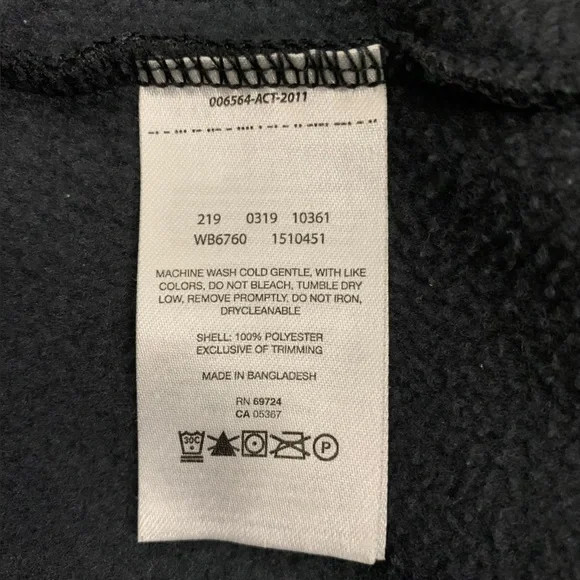 006564-ACT-2011
219 0319 10361
WB6760 1510451
MACHINE WASH COLD GENTLE, WITH LIKE
COLORS, DO NOT BLEACH, TUMBLE DRY
LOW, REMOVE PROMPTLY, DO NOT IRON,
DRYCLEANABLE
SHELL: 100% POLYESTER
EXCLUSIVE OF TRIMMING
MADE IN BANGLADESH
RN 69724
CA 05367
30C P